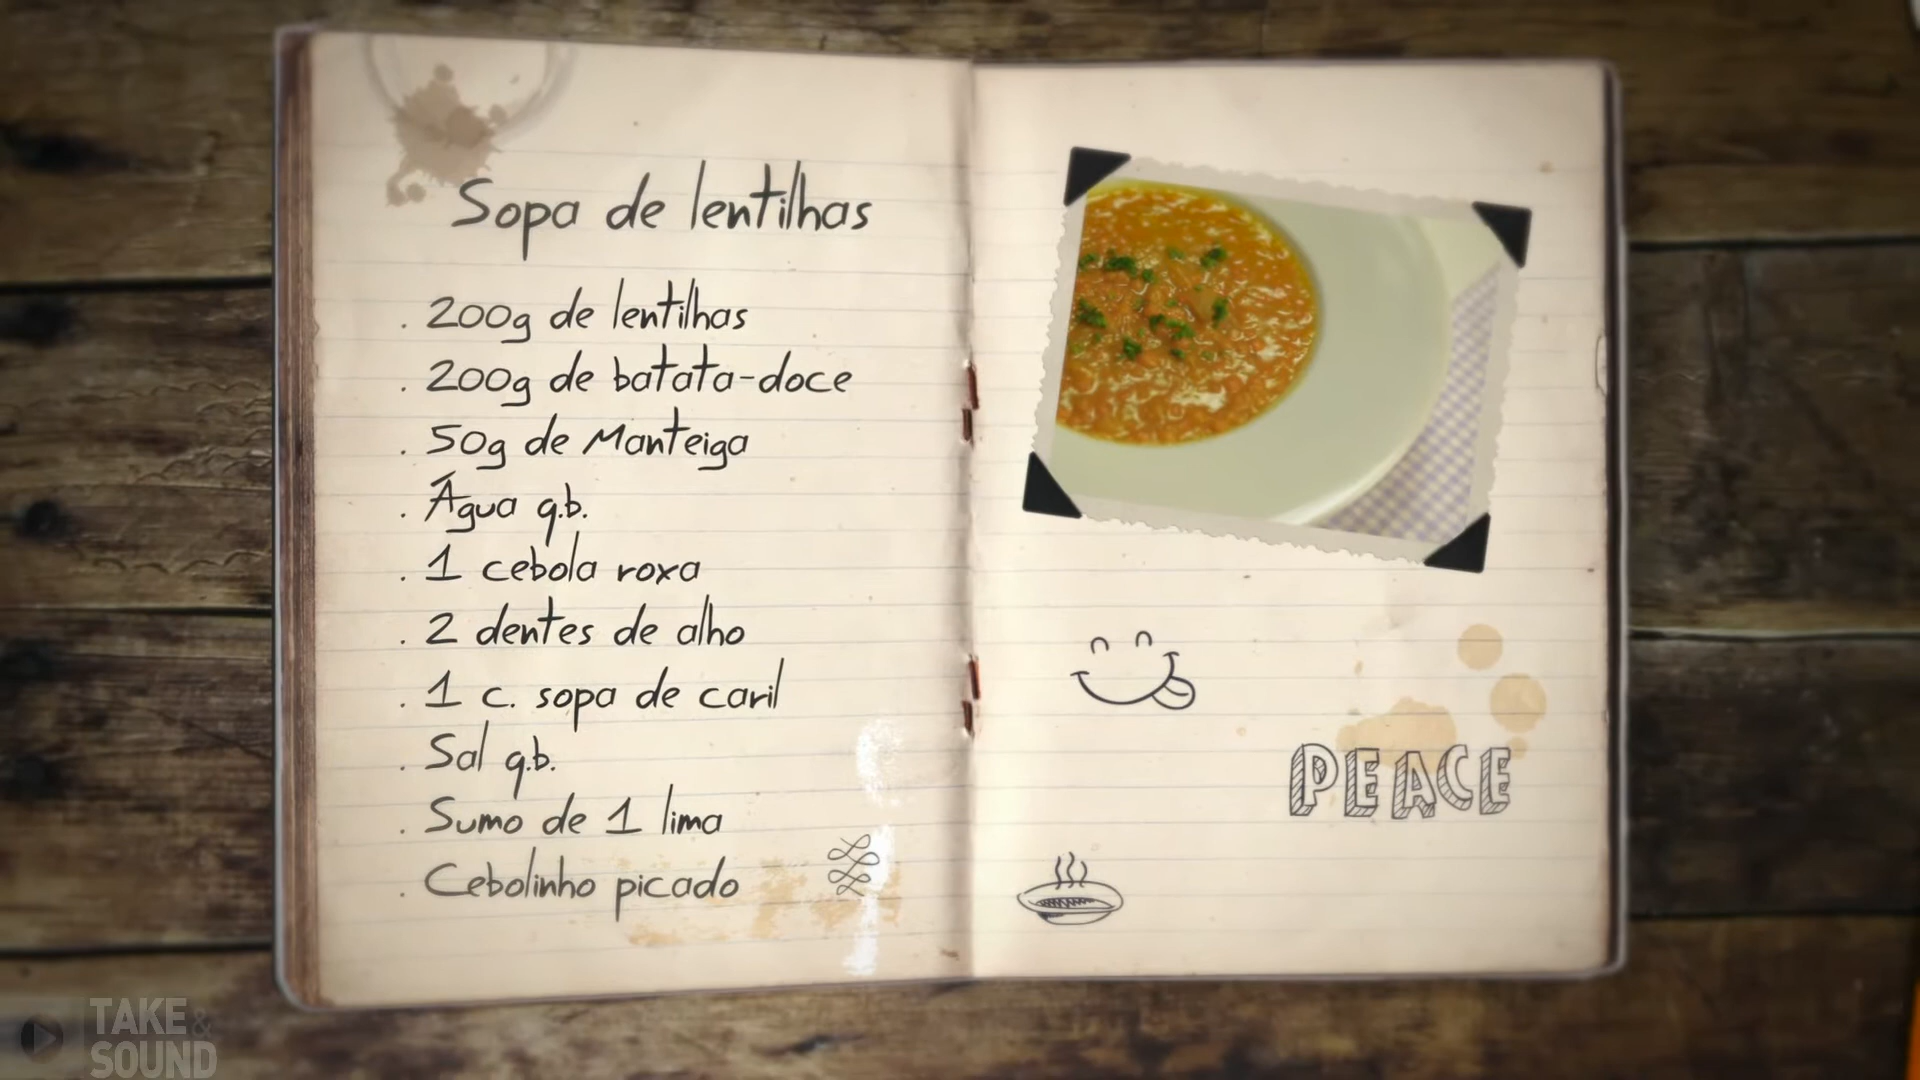 Sopa de lentilhas
. 200g de lentilhas
. 200g de batata-doce
. 50g de Manteiga
. Água q.b.
. 1 cebola roxa
. 2 dentes de alho
. 1 c. sopa de caril
. Sal q.b.
. Sumo de 1 lima
. Cebolinho picado
PEACE
TAKE &
SOUND